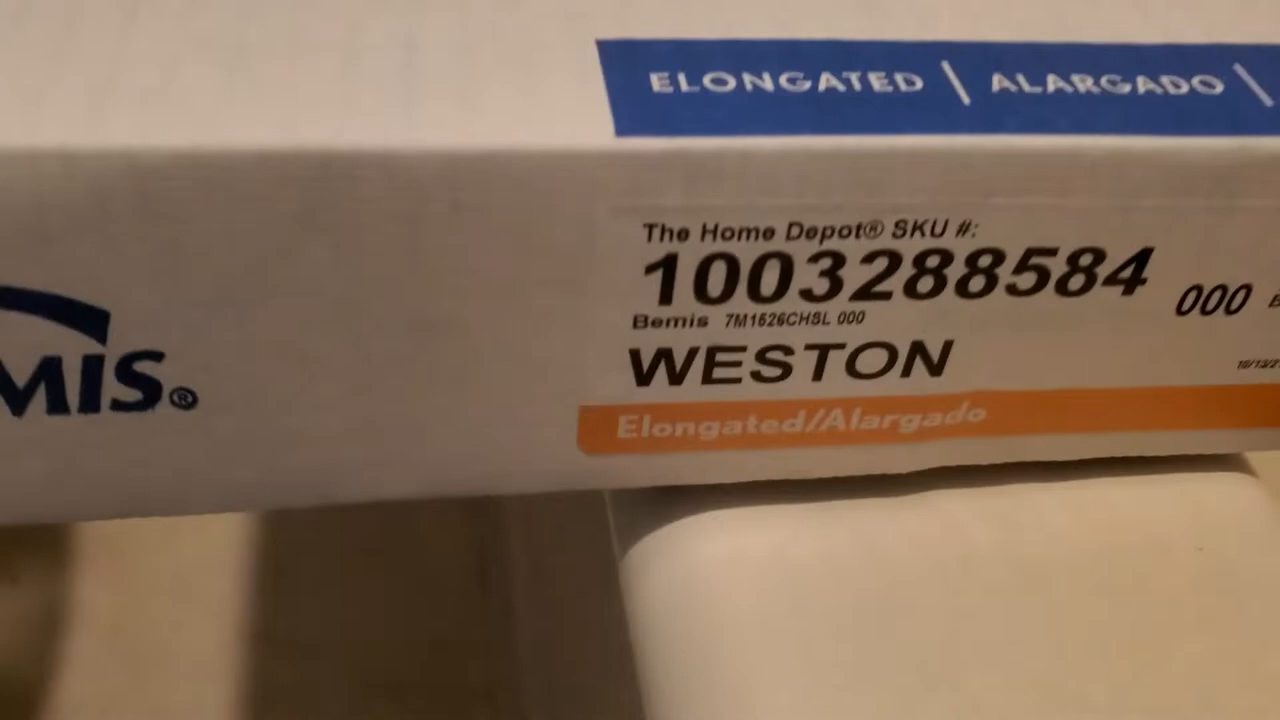 ELONGATED \ ALARGADO \
The Home Depot® SKU #:
1003288584 000
Bemis 7M1526CHSL 000
WESTON
MIS®
Elongated/Alargado